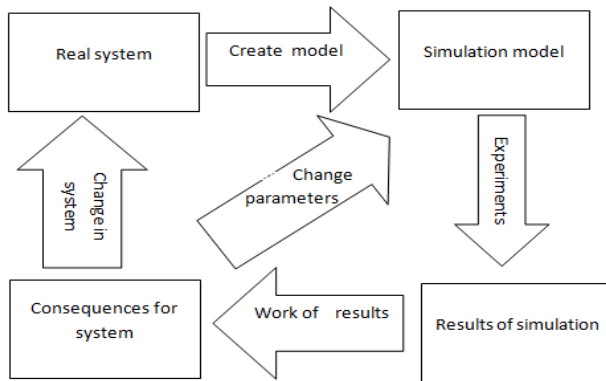 Real system
Create model
Simulation model
Experiments
Change
parameters
Change in
system
Consequences for
system
Work of results
Results of simulation